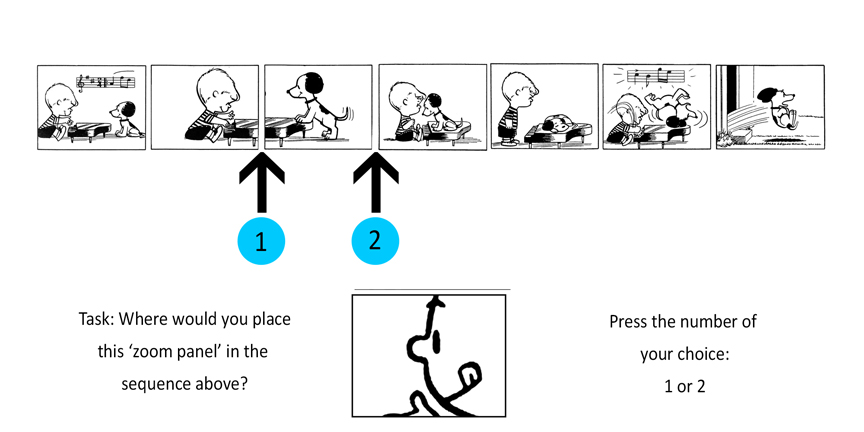 1
2
Task: Where would you place
this ‘zoom panel’ in the
sequence above?
Press the number of
your choice:
1 or 2